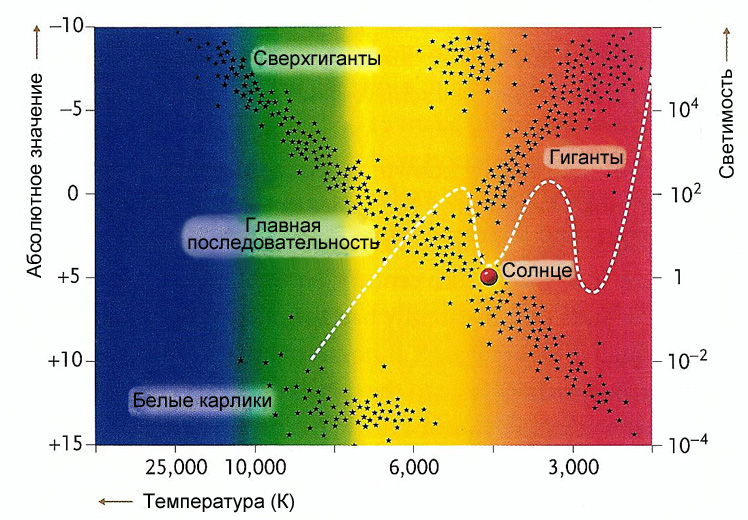 −10
Сверхгиганты
Абсолютное значение
Светимость
−5
10⁴
Гиганты
0
10²
Главная
последовательность
+5
Солнце
1
+10
10⁻²
Белые карлики
+15
10⁻⁴
25,000
10,000
6,000
3,000
Температура (К)